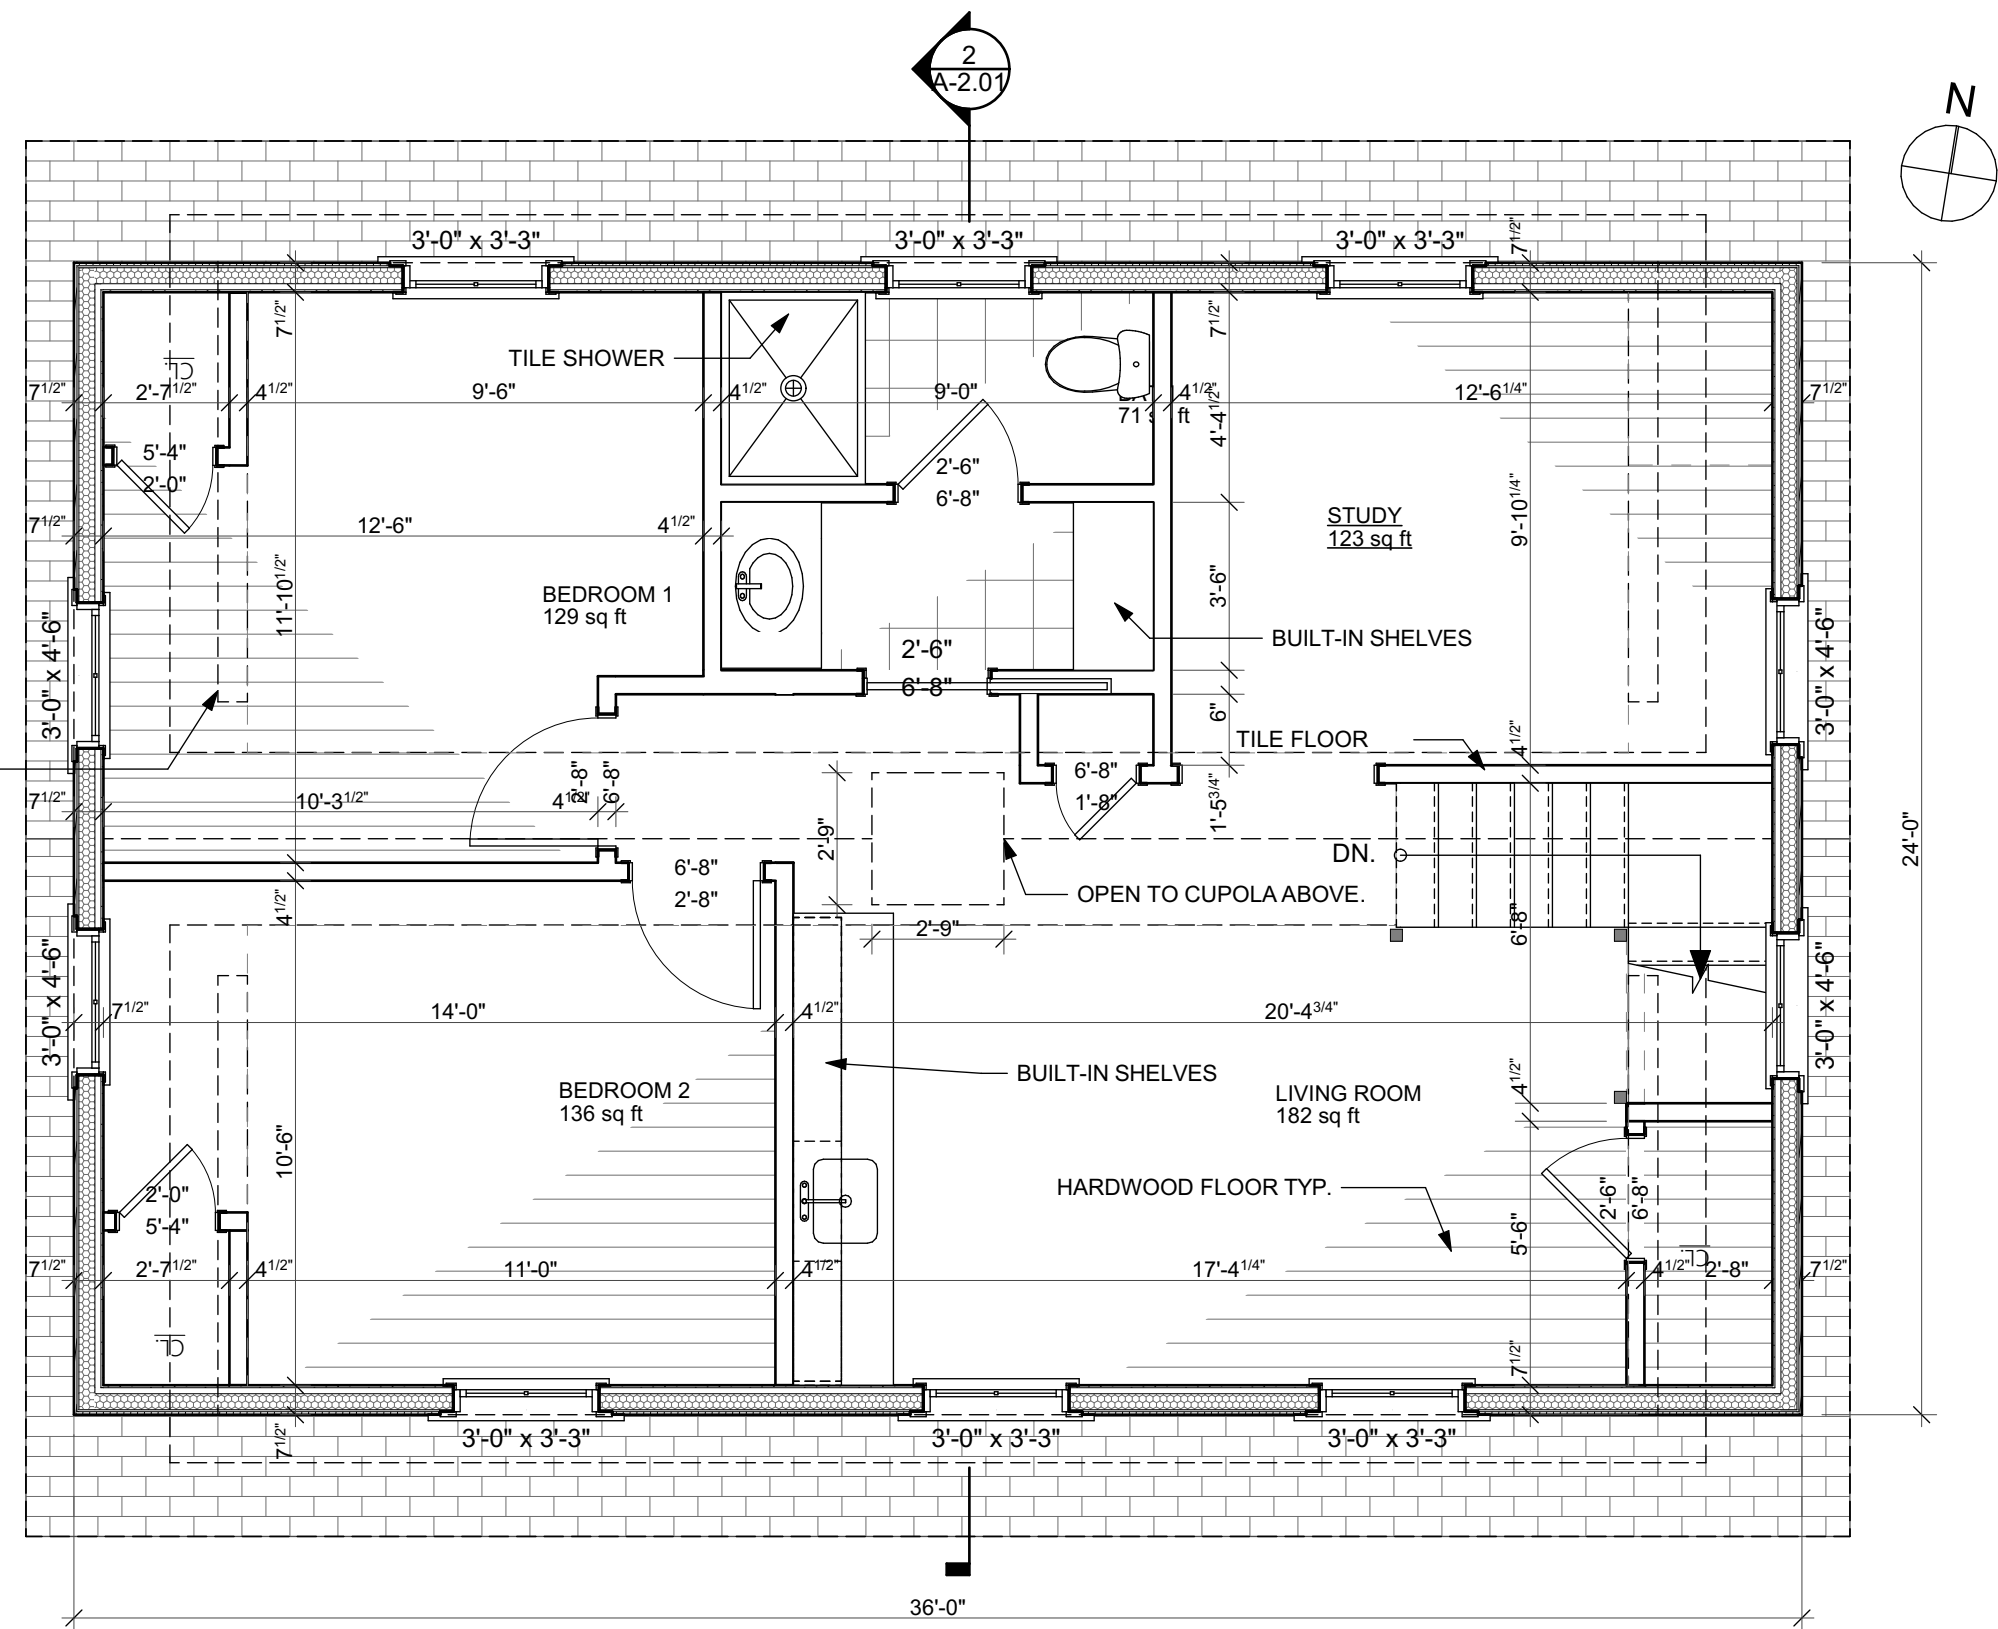 2
A-2.01
N
3'-0" x 3'-3"
3'-0" x 3'-3"
3'-0" x 3'-3"
7 1/2"
7 1/2"
7 1/2"
TILE SHOWER
CL.
7 1/2"
2'-7 1/2"
4 1/2"
9'-6"
4 1/2"
9'-0"
4 1/2"
12'-6 1/4"
7 1/2"
71 s ft
4'-4 1/2"
5'-4"
2'-0"
2'-6"
6'-8"
7 1/2"
12'-6"
4 1/2"
STUDY
123 sq ft
9'-10 1/4"
11'-10 1/2"
BEDROOM 1
129 sq ft
3'-6"
BUILT-IN SHELVES
2'-6"
6'-8"
3'-0" x 4'-6"
3'-0" x 4'-6"
6"
TILE FLOOR
4 1/2"
6'-8"
1'-8"
1'-5 3/4"
2'-8"
6'-8"
7 1/2"
10'-3 1/2"
4 1/2"
2'-9"
24'-0"
DN.
6'-8"
2'-8"
OPEN TO CUPOLA ABOVE.
4 1/2"
2'-9"
6'-8"
3'-0" x 4'-6"
3'-0" x 4'-6"
7 1/2"
14'-0"
4 1/2"
20'-4 3/4"
BUILT-IN SHELVES
BEDROOM 2
136 sq ft
LIVING ROOM
182 sq ft
4 1/2"
10'-6"
HARDWOOD FLOOR TYP.
2'-0"
5'-4"
2'-6"
6'-8"
5'-6"
CL.
7 1/2"
2'-7 1/2"
4 1/2"
11'-0"
4 1/2"
17'-4 1/4"
4 1/2"
2'-8"
7 1/2"
CL.
7 1/2"
7 1/2"
3'-0" x 3'-3"
3'-0" x 3'-3"
3'-0" x 3'-3"
36'-0"